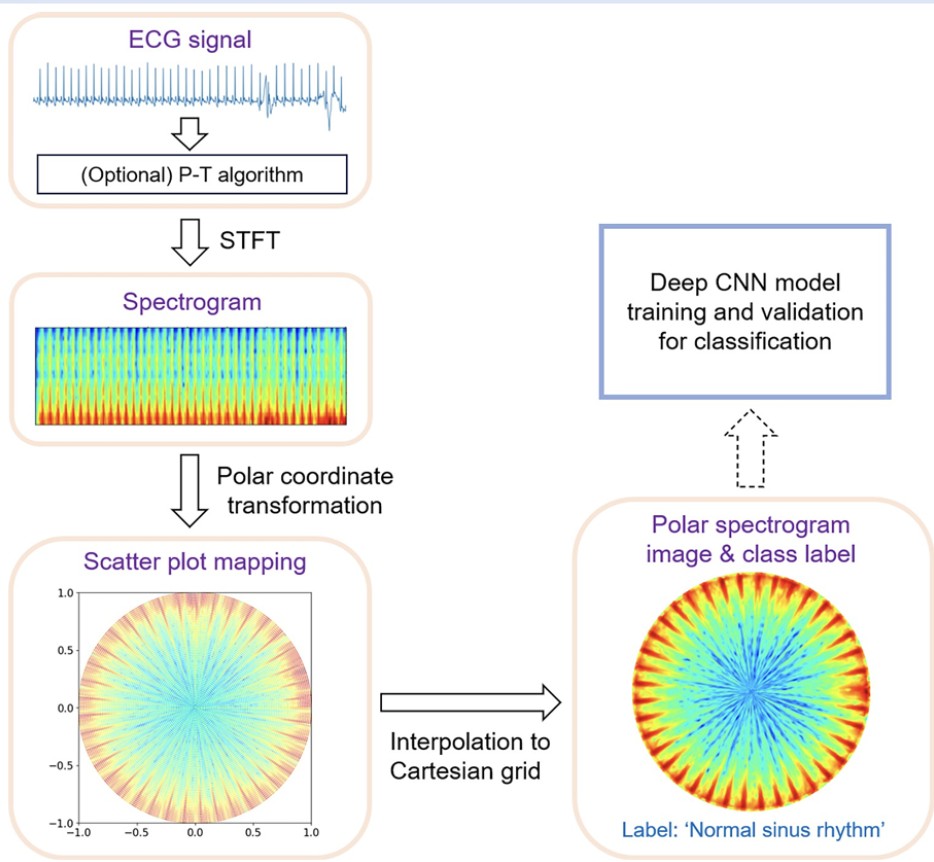 ECG signal
(Optional) P-T algorithm
STFT
Spectrogram
Polar coordinate
transformation
Scatter plot mapping
1.0
0.5
0.0
−0.5
−1.0
−1.0 −0.5 0.0 0.5 1.0
Interpolation to
Cartesian grid
Deep CNN model
training and validation
for classification
Polar spectrogram
image & class label
Label: ‘Normal sinus rhythm’